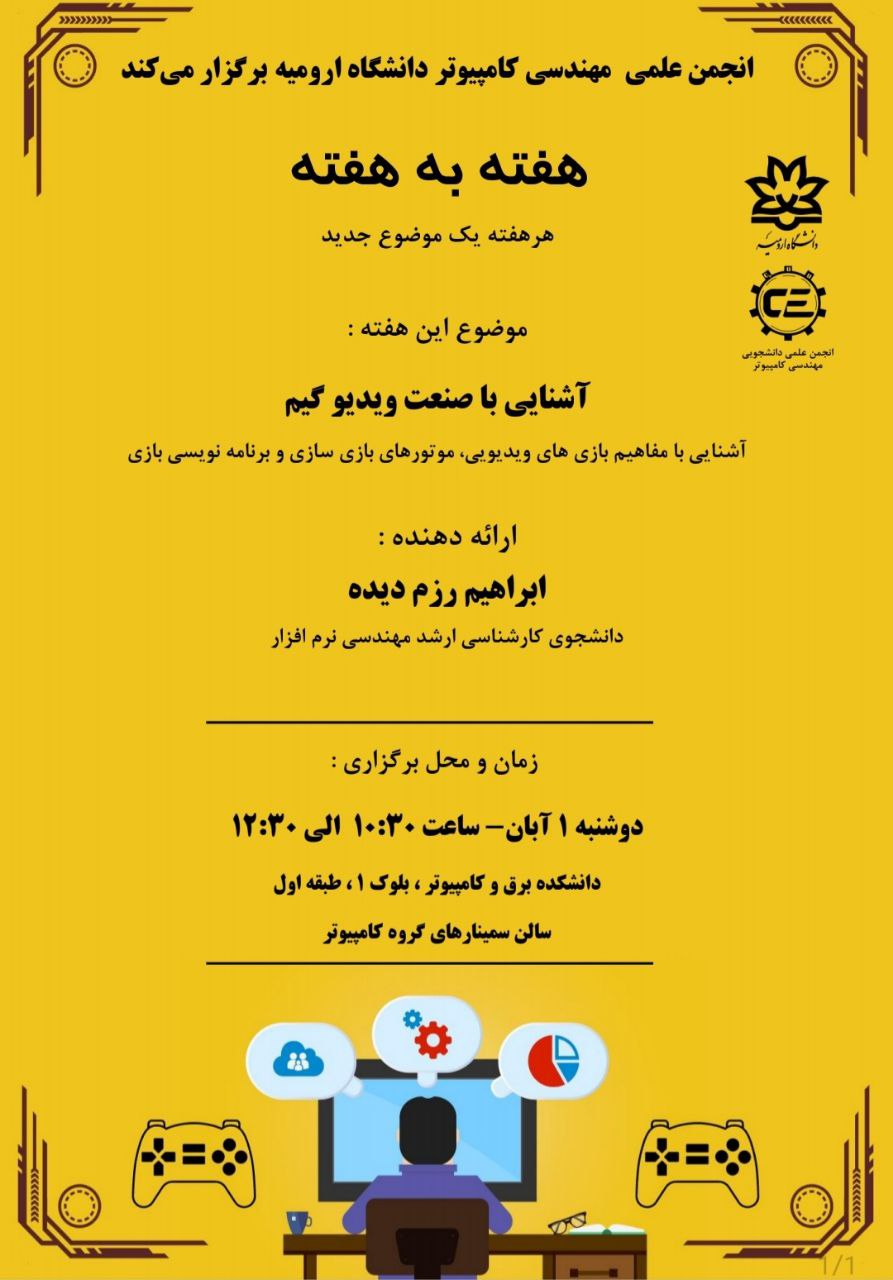 انجمن علمی مهندسی کامپیوتر دانشگاه ارومیه برگزار می‌کند
هفته به هفته
هرهفته یک موضوع جدید
دانشگاه ارومیه
CE
انجمن علمی دانشجویی
مهندسی کامپیوتر
موضوع این هفته :
آشنایی با صنعت ویدیو گیم
آشنایی با مفاهیم بازی های ویدیویی، موتورهای بازی سازی و برنامه نویسی بازی
ارائه دهنده :
ابراهیم رزم دیده
دانشجوی کارشناسی ارشد مهندسی نرم افزار
زمان و محل برگزاری :
دوشنبه ۱ آبان– ساعت ۱۰:۳۰ الی ۱۲:۳۰
دانشکده برق و کامپیوتر ، بلوک ۱ ، طبقه اول
سالن سمینارهای گروه کامپیوتر
1/1